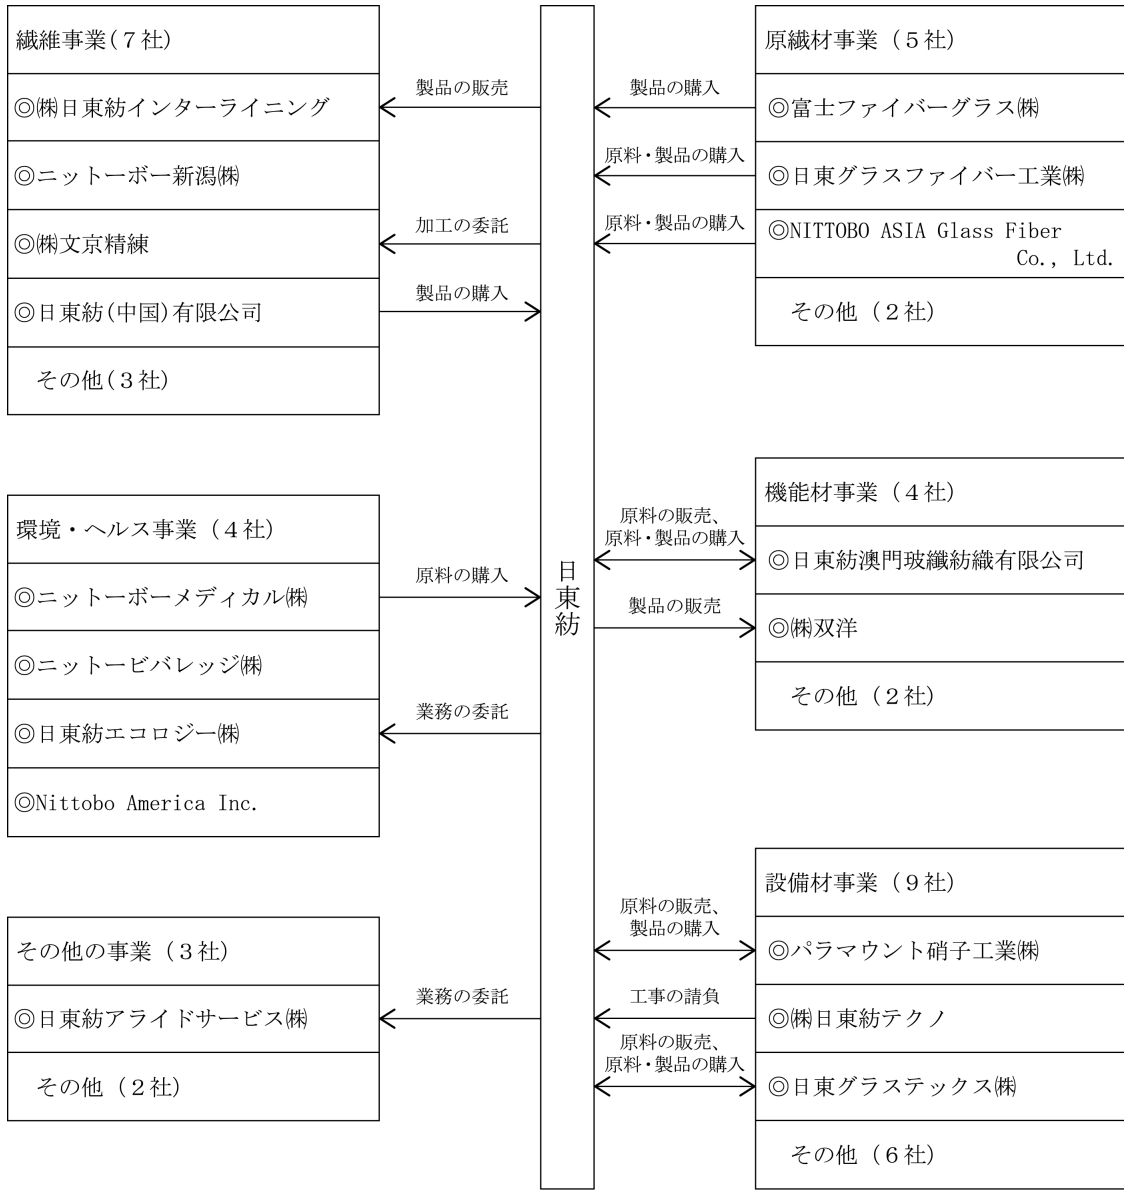 繊維事業(７社)
◎㈱日東紡インターライニング
◎ニットーボー新潟㈱
◎㈱文京精練
◎日東紡(中国)有限公司
その他(３社)
製品の販売
加工の委託
製品の購入
環境・ヘルス事業（４社）
◎ニットーボーメディカル㈱
◎ニットービバレッジ㈱
◎日東紡エコロジー㈱
◎Nittobo America Inc.
原料の購入
業務の委託
その他の事業（３社）
◎日東紡アライドサービス㈱
その他（２社）
業務の委託
日東紡
原繊材事業（５社）
◎富士ファイバーグラス㈱
◎日東グラスファイバー工業㈱
◎NITTOBO ASIA Glass Fiber
Co., Ltd.
その他（２社）
製品の購入
原料・製品の購入
原料・製品の購入
機能材事業（４社）
◎日東紡澳門玻纖紡織有限公司
◎㈱双洋
その他（２社）
原料の販売、
原料・製品の購入
製品の販売
設備材事業（９社）
◎パラマウント硝子工業㈱
◎㈱日東紡テクノ
◎日東グラステックス㈱
その他（６社）
原料の販売、
製品の購入
工事の請負
原料の販売、
原料・製品の購入